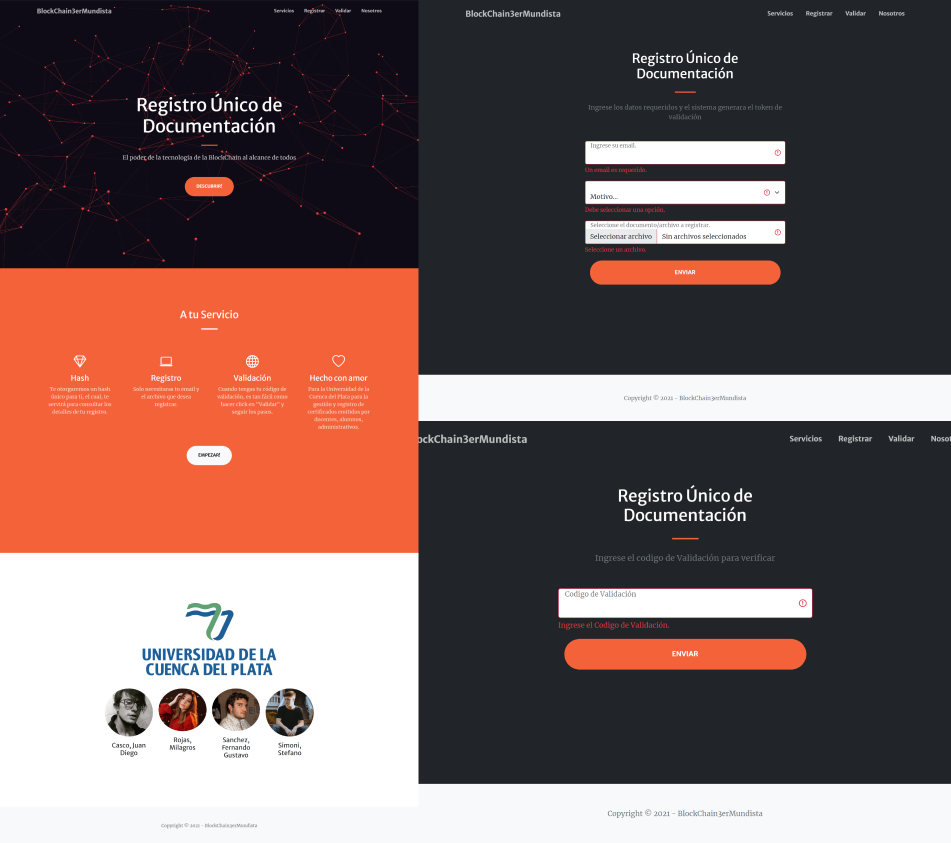 BlockChain3erMundista
Servicios Registrar Validar Nosotros
Registro Único de
Documentación
El poder de la tecnología de la BlockChain al alcance de todos
DESCUBRIR!
A tu Servicio
Hash
Te otorgaremos un hash
único para ti, el cual, te
servirá para consultar los
detalles de tu registro.
Registro
Solo necesitaras tu email y
el archivo que desea
registrar.
Validación
Cuando tengas tu código de
validación, es tan fácil como
hacer click en "Validar" y
seguir los pasos.
Hecho con amor
Para la Universidad de la
Cuenca del Plata para la
gestión y registro de
certificados emitidos por
docentes, alumnos,
administrativos.
EMPEZAR!
UNIVERSIDAD DE LA
CUENCA DEL PLATA
Casco, Juan
Diego
Rojas,
Milagros
Sanchez,
Fernando
Gustavo
Simoni,
Stefano
Copyright © 2021 - BlockChain3erMundista
BlockChain3erMundista
Servicios Registrar Validar Nosotros
Registro Único de
Documentación
Ingrese los datos requeridos y el sistema generara el token de
validación
Ingrese su email.
Un email es requerido.
Motivo...
Debe seleccionar una opción.
Seleccione el documento/archivo a registrar.
Seleccionar archivo Sin archivos seleccionados
Seleccione un archivo.
ENVIAR
Copyright © 2021 - BlockChain3erMundista
ockChain3erMundista
Servicios Registrar Validar Nosot
Registro Único de
Documentación
Ingrese el codigo de Validación para verificar
Codigo de Validación
Ingrese el Codigo de Validación.
ENVIAR
Copyright © 2021 - BlockChain3erMundista